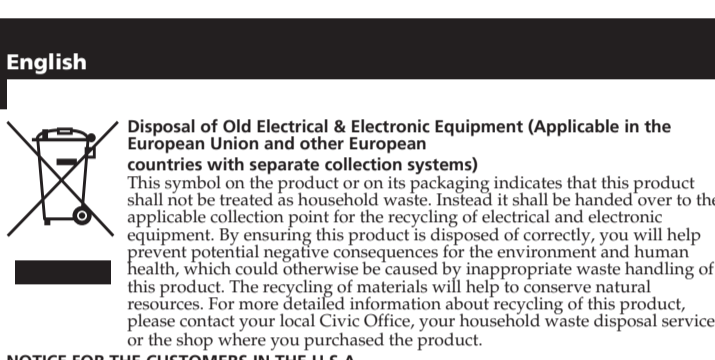 English
Disposal of Old Electrical & Electronic Equipment (Applicable in the
European Union and other European
countries with separate collection systems)
This symbol on the product or on its packaging indicates that this product
shall not be treated as household waste. Instead it shall be handed over to the
applicable collection point for the recycling of electrical and electronic
equipment. By ensuring this product is disposed of correctly, you will help
prevent potential negative consequences for the environment and human
health, which could otherwise be caused by inappropriate waste handling of
this product. The recycling of materials will help to conserve natural
resources. For more detailed information about recycling of this product,
please contact your local Civic Office, your household waste disposal service
or the shop where you purchased the product.
NOTICE FOR THE CUSTOMERS IN THE U.S.A.